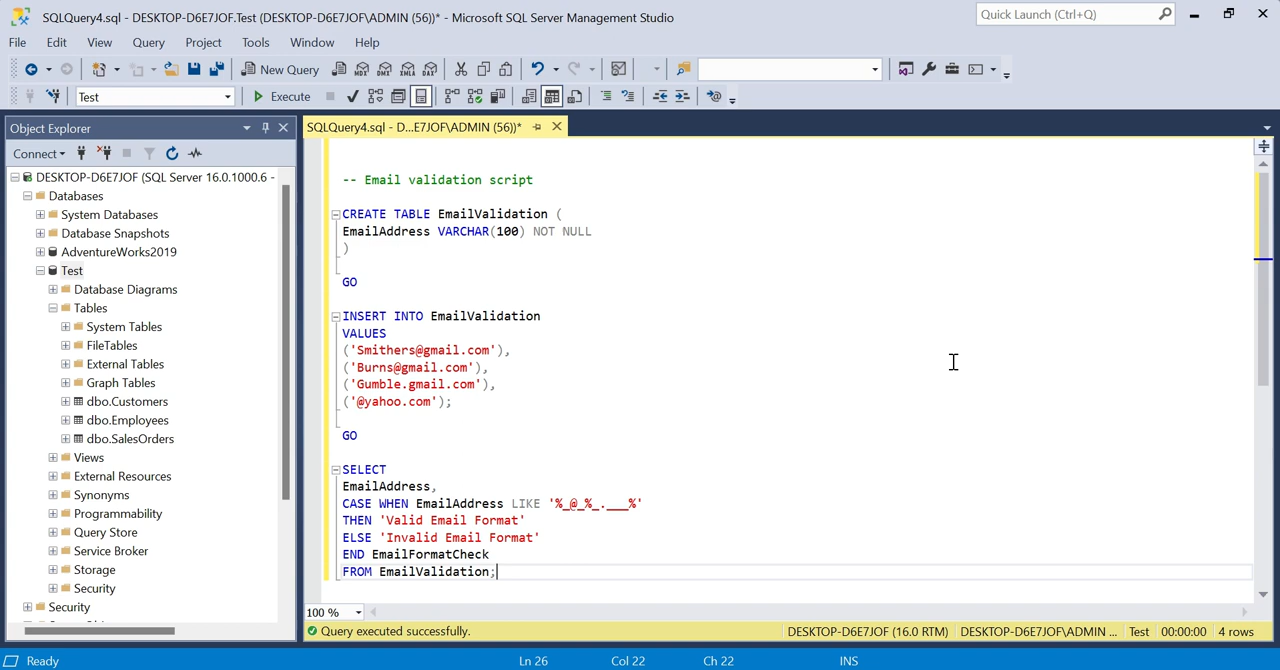 SQLQuery4.sql - DESKTOP-D6E7JOF.Test (DESKTOP-D6E7JOF\ADMIN (56))* - Microsoft SQL Server Management Studio
Quick Launch (Ctrl+Q)
File Edit View Query Project Tools Window Help
New Query MDX DMX XMLA DAX
Test Execute
Object Explorer
SQLQuery4.sql - D...E7JOF\ADMIN (56))*
Connect
DESKTOP-D6E7JOF (SQL Server 16.0.1000.6 -
Databases
System Databases
Database Snapshots
AdventureWorks2019
Test
Database Diagrams
Tables
System Tables
FileTables
External Tables
Graph Tables
dbo.Customers
dbo.Employees
dbo.SalesOrders
Views
External Resources
Synonyms
Programmability
Query Store
Service Broker
Storage
Security
Security
-- Email validation script
CREATE TABLE EmailValidation (
EmailAddress VARCHAR(100) NOT NULL
)
GO
INSERT INTO EmailValidation
VALUES
('Smithers@gmail.com'),
('Burns@gmail.com'),
('Gumble.gmail.com'),
('@yahoo.com');
GO
SELECT
EmailAddress,
CASE WHEN EmailAddress LIKE '%_@_%_.___%'
THEN 'Valid Email Format'
ELSE 'Invalid Email Format'
END EmailFormatCheck
FROM EmailValidation;
100 %
Query executed successfully. DESKTOP-D6E7JOF (16.0 RTM) DESKTOP-D6E7JOF\ADMIN ... Test 00:00:00 4 rows
Ready Ln 26 Col 22 Ch 22 INS